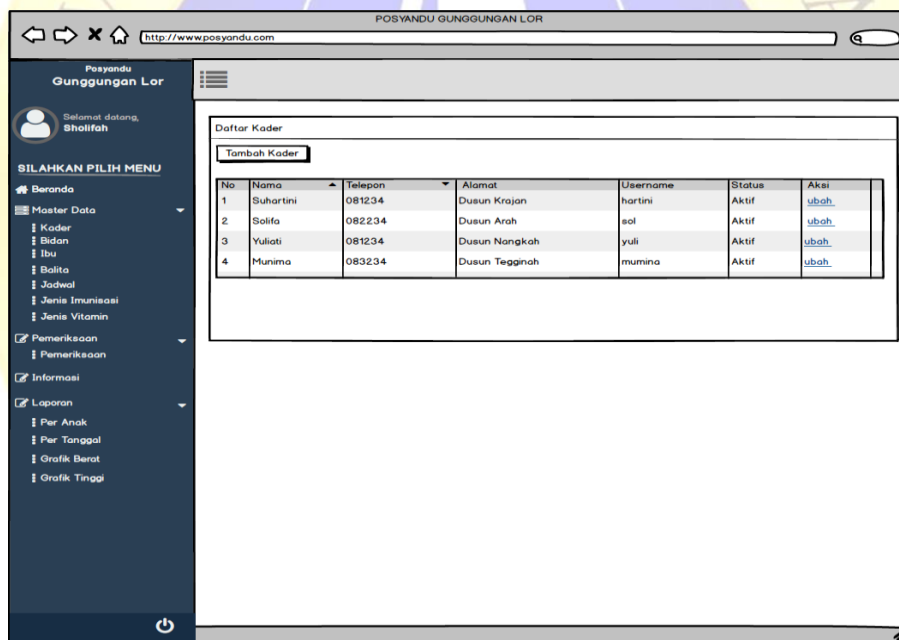 POSYANDU GUNGGUNGAN LOR
http://www.posyandu.com
Posyandu
Gunggungan Lor
Selamat datang,
Sholifah
SILAHKAN PILIH MENU
Beranda
Master Data
Kader
Bidan
Ibu
Balita
Jadwal
Jenis Imunisasi
Jenis Vitamin
Pemeriksaan
Pemeriksaan
Informasi
Laporan
Per Anak
Per Tanggal
Grafik Berat
Grafik Tinggi
Daftar Kader
Tambah Kader
No Nama Telepon Alamat Username Status Aksi
1 Suhartini 081234 Dusun Krajan hartini Aktif ubah
2 Solifa 082234 Dusun Arah sol Aktif ubah
3 Yuliati 081234 Dusun Nangkah yuli Aktif ubah
4 Munima 083234 Dusun Tegginah mumina Aktif ubah